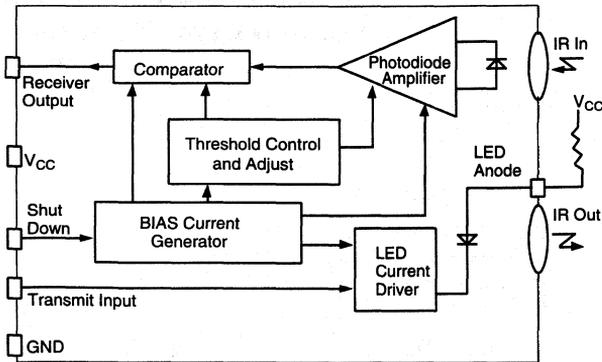 IR In
Photodiode
Amplifier
Comparator
Receiver
Output
VCC
Threshold Control
and Adjust
VCC
LED
Anode
Shut
Down
BIAS Current
Generator
IR Out
LED
Current
Driver
Transmit Input
GND